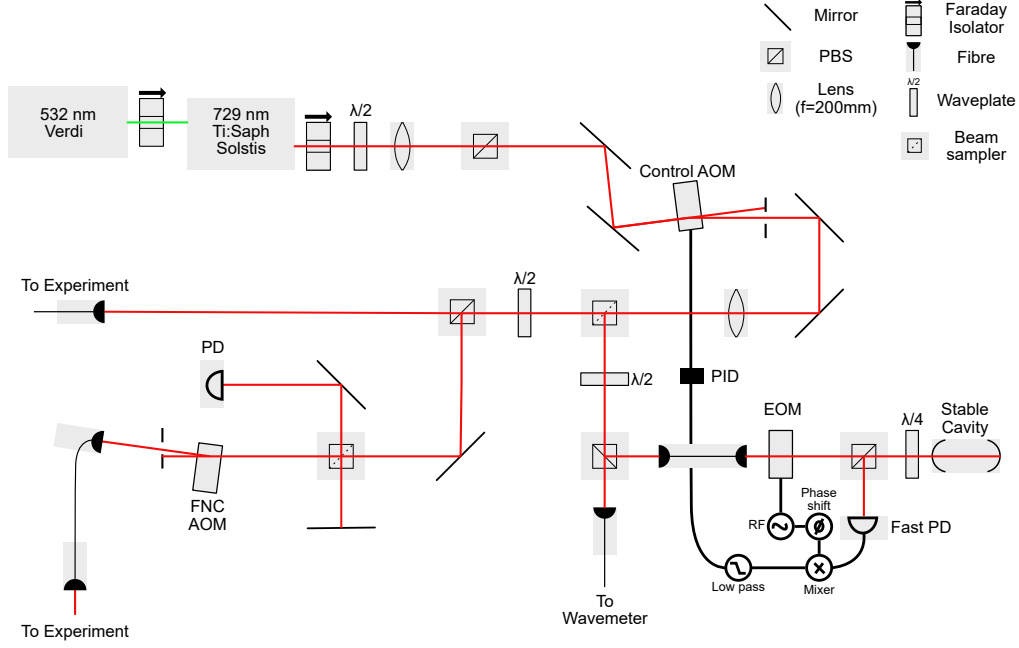 Mirror
Faraday
Isolator
PBS
Fibre
Lens
(f=200mm)
λ/2
Waveplate
Beam
sampler
532 nm
Verdi
729 nm
Ti:Saph
Solstis
λ/2
Control AOM
To Experiment
λ/2
PD
λ/2
PID
EOM
λ/4
Stable
Cavity
FNC
AOM
RF
Phase
shift
Fast PD
Low pass
Mixer
To
Wavemeter
To Experiment